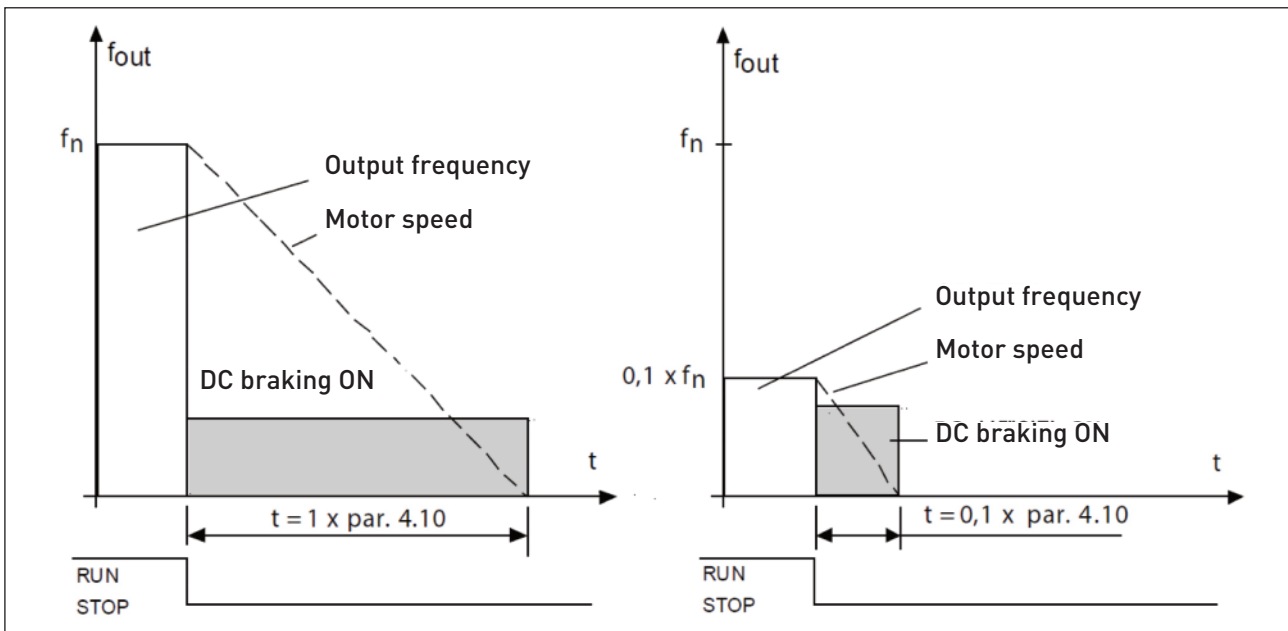 fout
fn
Output frequency
Motor speed
DC braking ON
t
t = 1 x par. 4.10
RUN
STOP
fout
fn
Output frequency
Motor speed
0,1 x fn
DC braking ON
t
t = 0,1 x par. 4.10
RUN
STOP